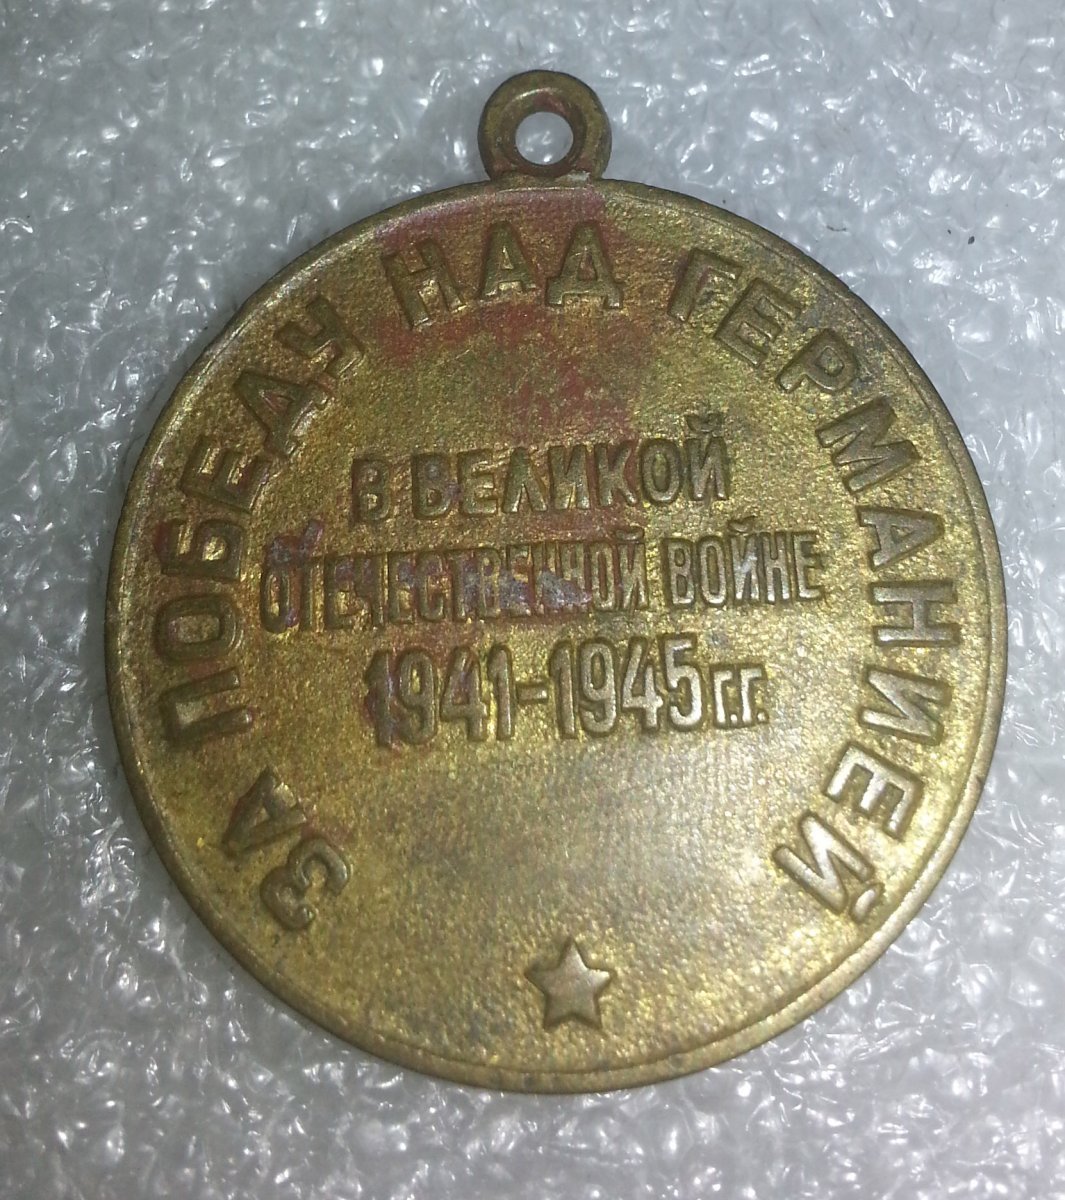 ЗА ПОБЕДУ НАД ГЕРМАНИЕЙ
В ВЕЛИКОЙ
ОТЕЧЕСТВЕННОЙ ВОЙНЕ
1941-1945 г.г.